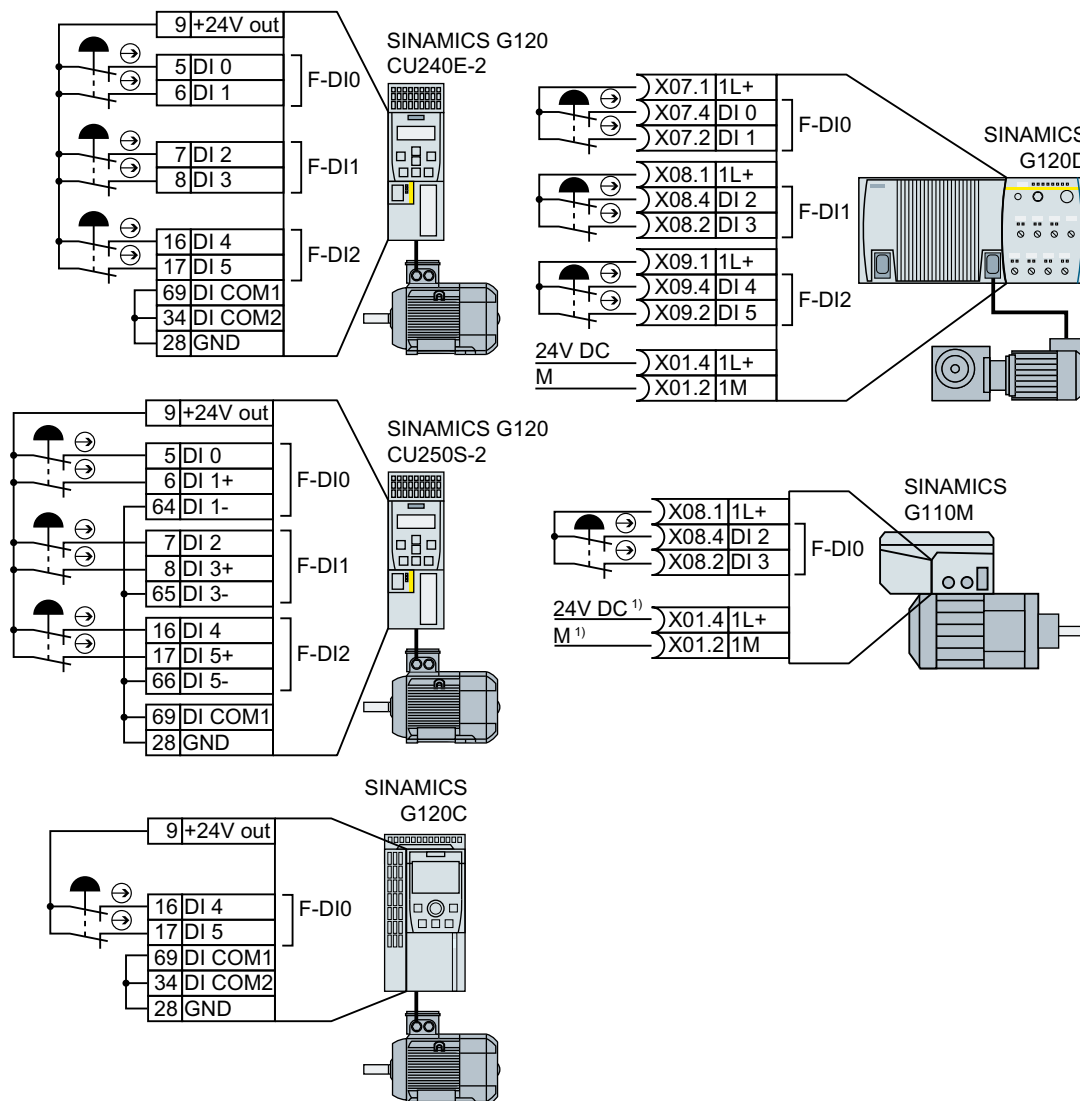 9 +24V out
5 DI 0
6 DI 1
F-DI0
7 DI 2
8 DI 3
F-DI1
16 DI 4
17 DI 5
F-DI2
69 DI COM1
34 DI COM2
28 GND
SINAMICS G120
CU240E-2
X07.1 1L+
X07.4 DI 0
X07.2 DI 1
F-DI0
X08.1 1L+
X08.4 DI 2
X08.2 DI 3
F-DI1
X09.1 1L+
X09.4 DI 4
X09.2 DI 5
F-DI2
24V DC
M
X01.4 1L+
X01.2 1M
SINAMICS
G120D
9 +24V out
5 DI 0
6 DI 1+
64 DI 1-
F-DI0
7 DI 2
8 DI 3+
65 DI 3-
F-DI1
16 DI 4
17 DI 5+
66 DI 5-
F-DI2
69 DI COM1
28 GND
SINAMICS G120
CU250S-2
X08.1 1L+
X08.4 DI 2
X08.2 DI 3
F-DI0
24V DC 1)
M 1)
X01.4 1L+
X01.2 1M
SINAMICS
G110M
9 +24V out
16 DI 4
17 DI 5
F-DI0
69 DI COM1
34 DI COM2
28 GND
SINAMICS
G120C